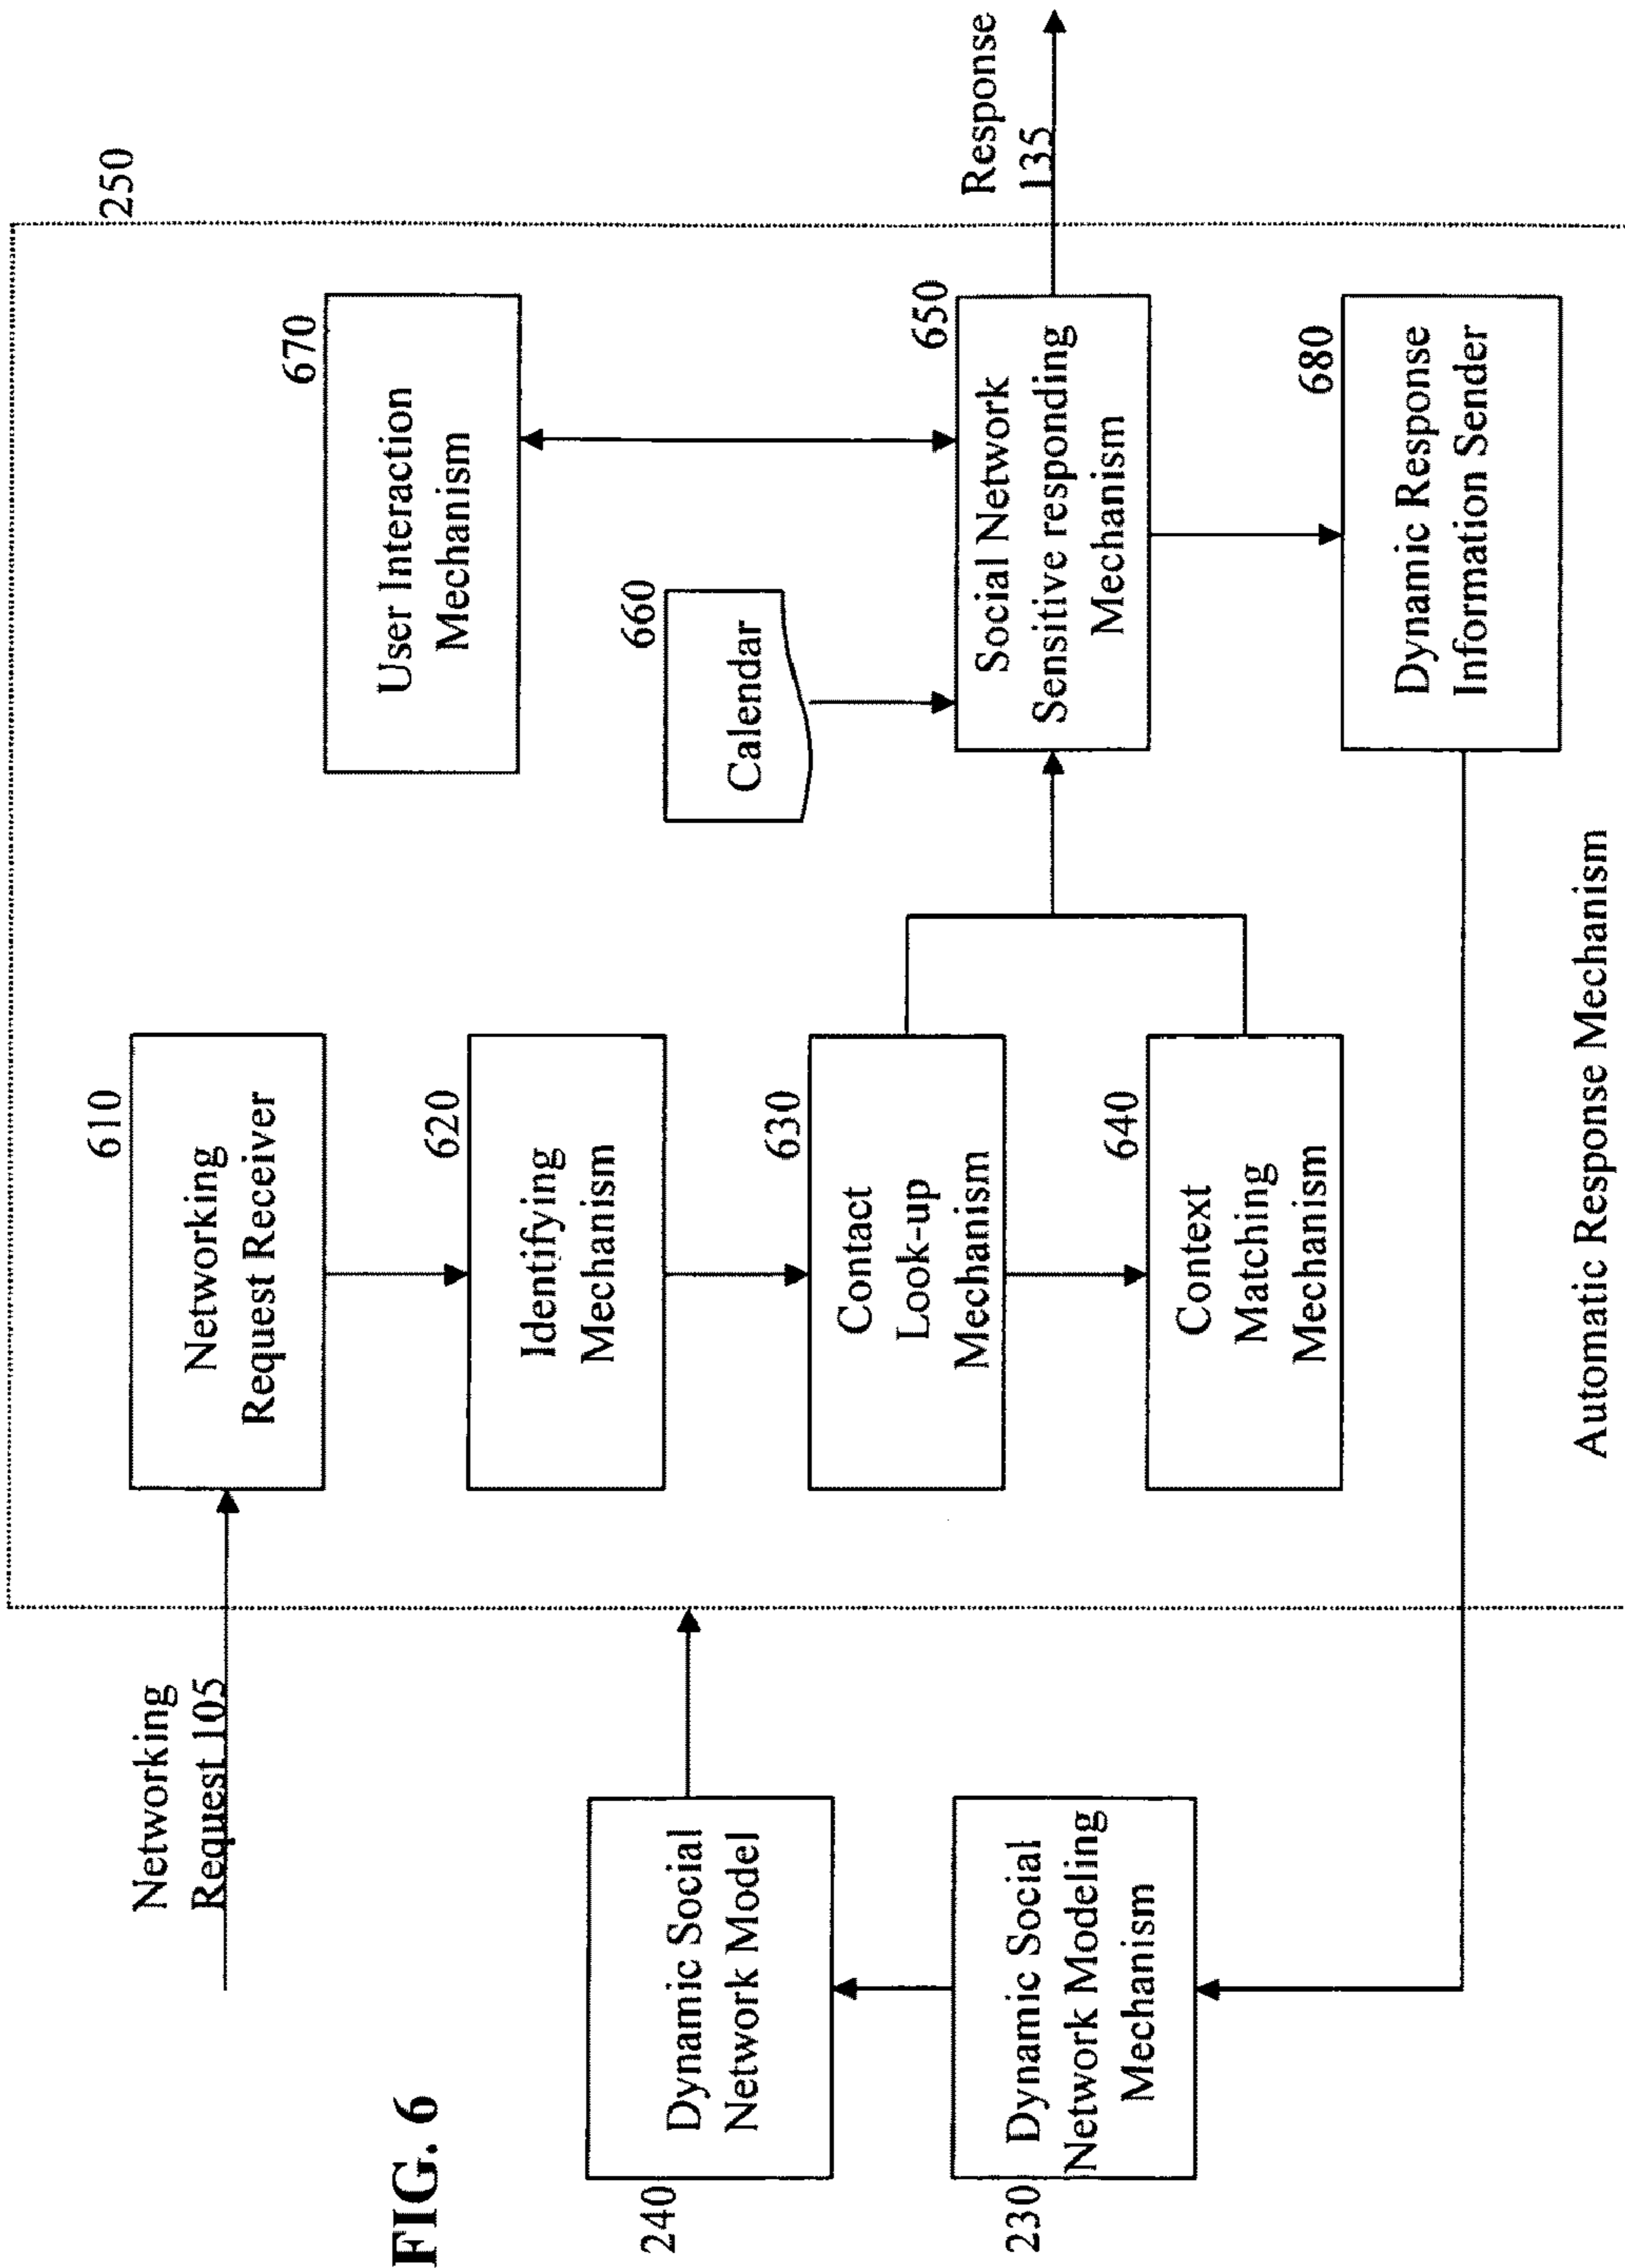 FIG. 6
Networking
Request 105
250
610
Networking
Request Receiver
620
Identifying
Mechanism
630
Contact
Look-up
Mechanism
640
Context
Matching
Mechanism
670
User Interaction
Mechanism
660
Calendar
650
Social Network
Sensitive responding
Mechanism
Response
135
680
Dynamic Response
Information Sender
240
Dynamic Social
Network Model
230
Dynamic Social
Network Modeling
Mechanism
Automatic Response Mechanism